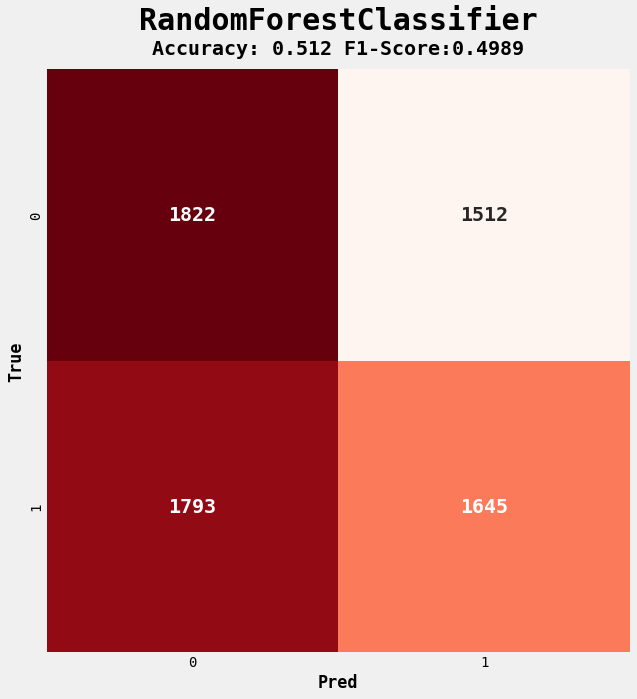 RandomForestClassifier
Accuracy: 0.512 F1-Score:0.4989
0
1822
1512
True
1
1793
1645
0
1
Pred